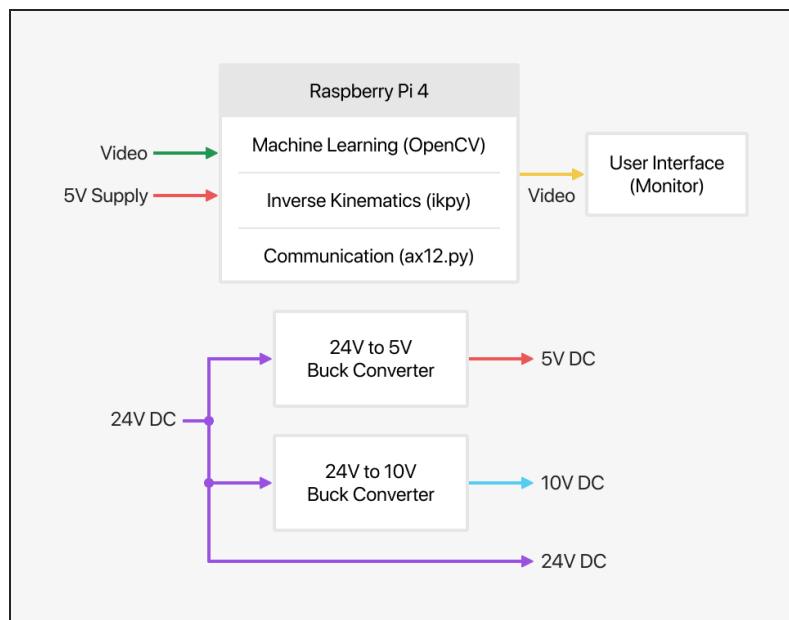 Raspberry Pi 4
Machine Learning (OpenCV)
Video
5V Supply
Inverse Kinematics (ikpy)
Communication (ax12.py)
Video
User Interface
(Monitor)
24V to 5V
Buck Converter
5V DC
24V DC
24V to 10V
Buck Converter
10V DC
24V DC